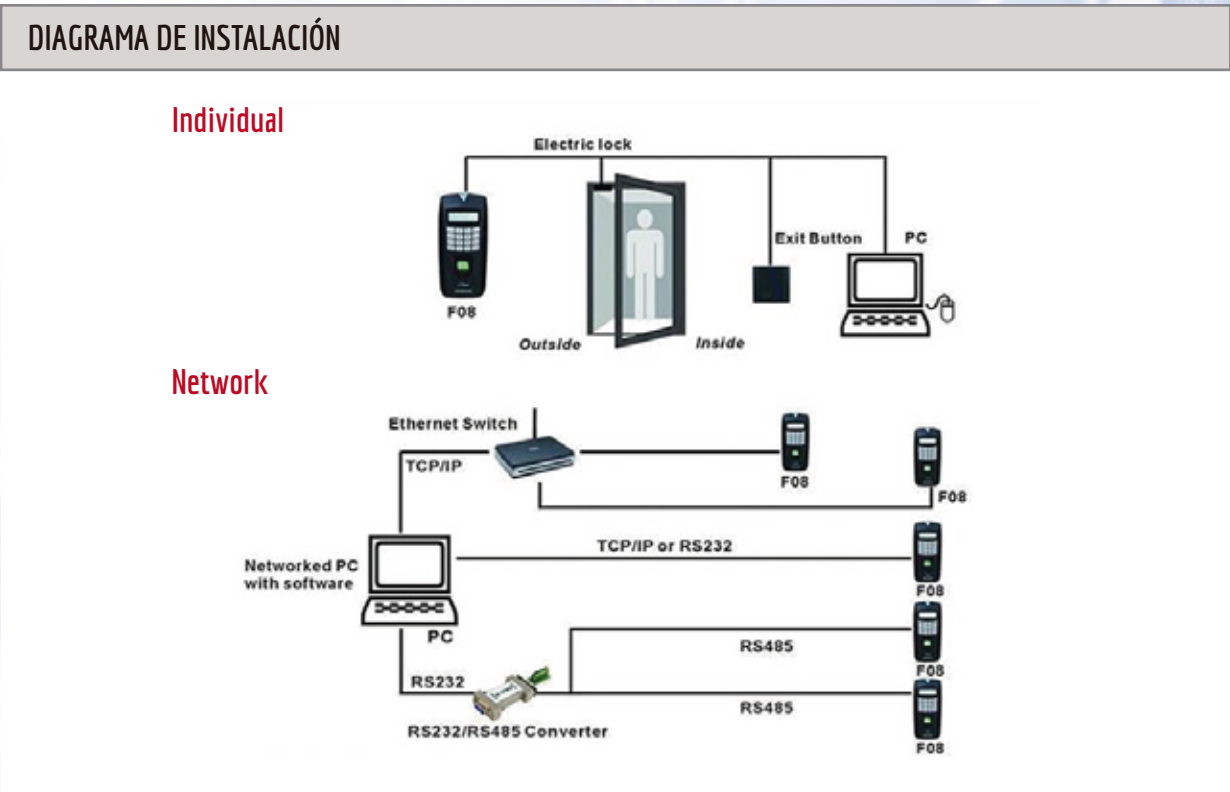 DIAGRAMA DE INSTALACIÓN
Individual
Electric lock
Exit Button
PC
F08
Outside
Inside
Network
Ethernet Switch
TCP/IP
F08
F08
TCP/IP or RS232
Networked PC
with software
F08
PC
RS485
RS232
F08
RS485
RS232/RS485 Converter
F08